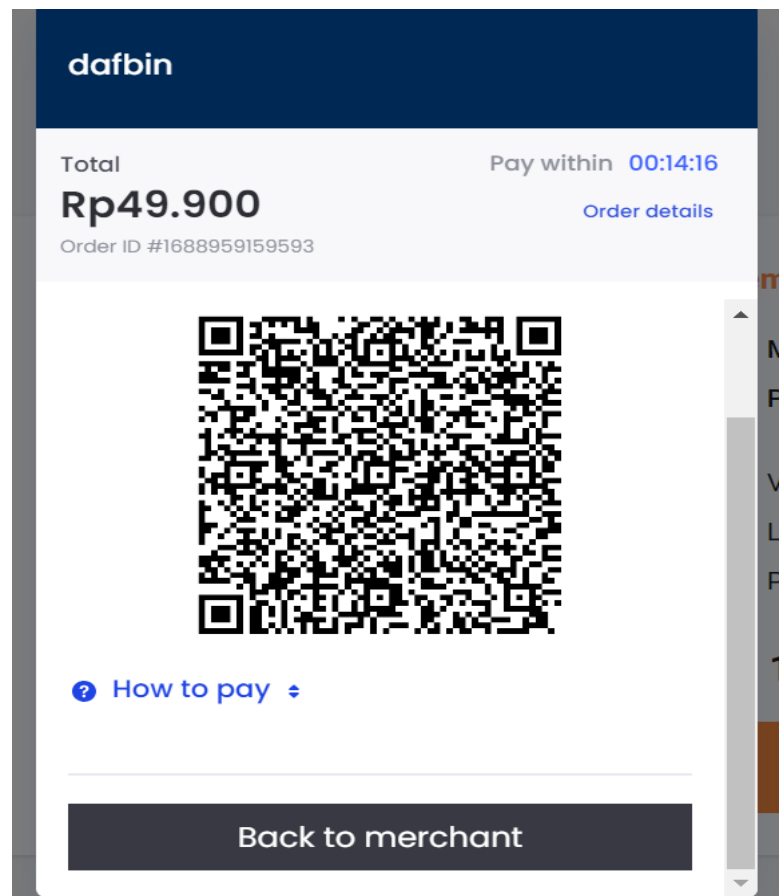 dafbin
Total
Pay within 00:14:16
Rp49.900
Order details
Order ID #1688959159593
? How to pay
Back to merchant